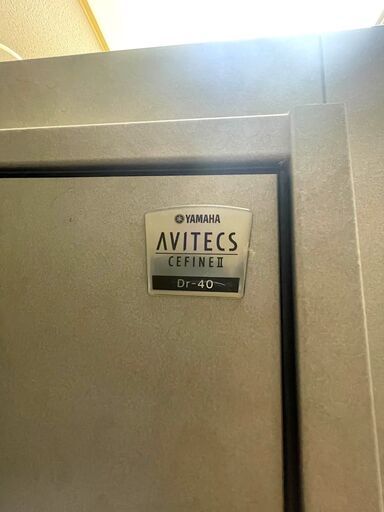 YAMAHA
AVITECS
CEFINE II
Dr-40